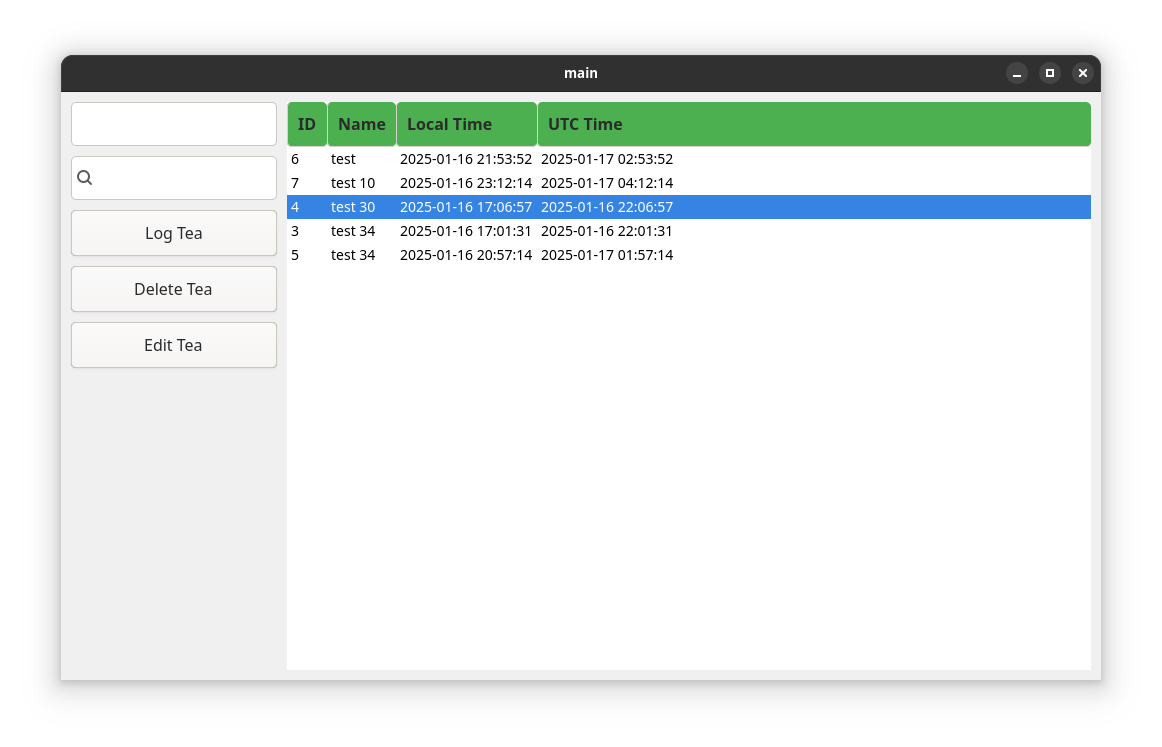 main
ID Name Local Time UTC Time
6 test 2025-01-16 21:53:52 2025-01-17 02:53:52
7 test 10 2025-01-16 23:12:14 2025-01-17 04:12:14
4 test 30 2025-01-16 17:06:57 2025-01-16 22:06:57
3 test 34 2025-01-16 17:01:31 2025-01-16 22:01:31
5 test 34 2025-01-16 20:57:14 2025-01-17 01:57:14
Log Tea
Delete Tea
Edit Tea